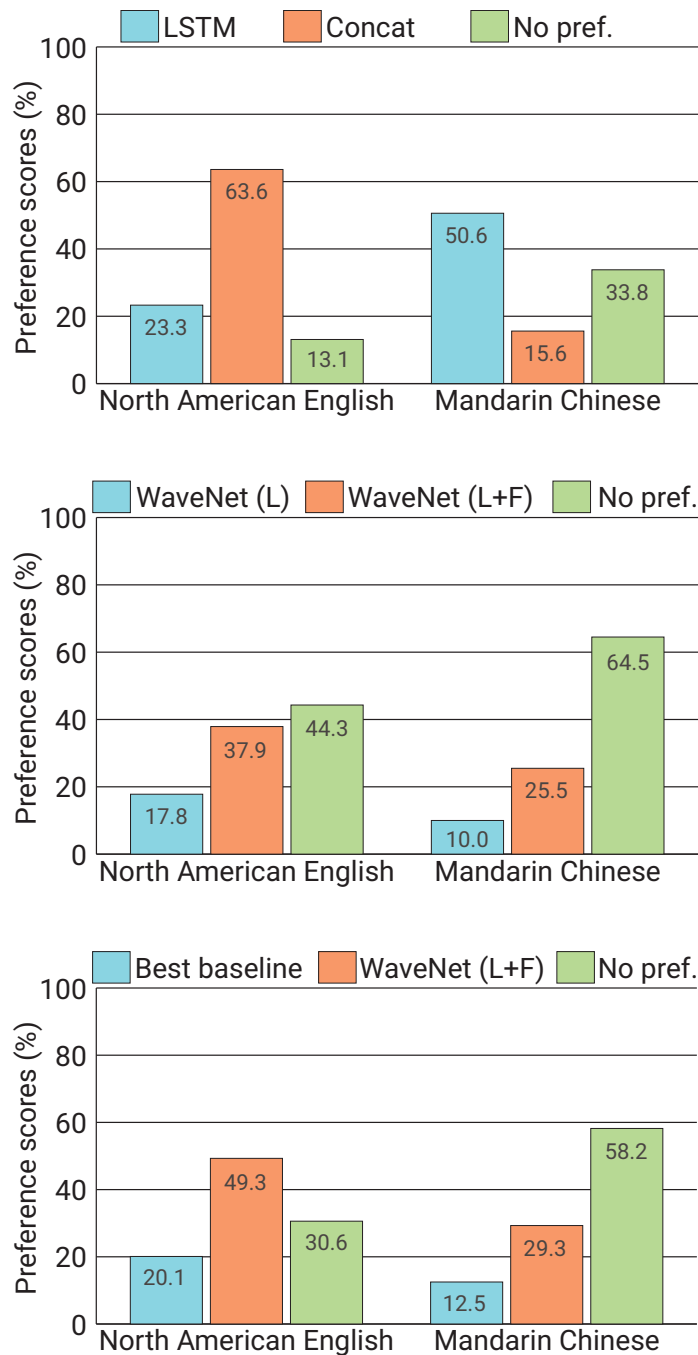 LSTM Concat No pref.
Preference scores (%)
100
80
60
40
20
0
23.3 63.6 13.1 50.6 15.6 33.8
North American English Mandarin Chinese
WaveNet (L) WaveNet (L+F) No pref.
Preference scores (%)
100
80
60
40
20
0
17.8 37.9 44.3 10.0 25.5 64.5
North American English Mandarin Chinese
Best baseline WaveNet (L+F) No pref.
Preference scores (%)
100
80
60
40
20
0
20.1 49.3 30.6 12.5 29.3 58.2
North American English Mandarin Chinese